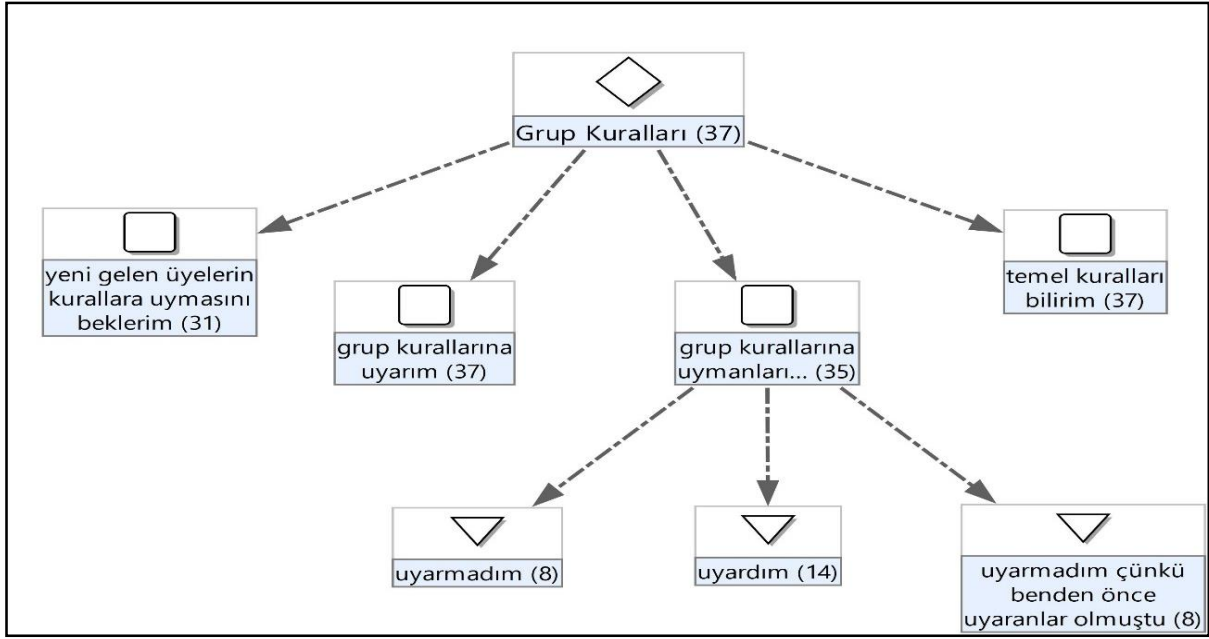 Grup Kuralları (37)
yeni gelen üyelerin
kurallara uymasını
beklerim (31)
grup kurallarına
uyarım (37)
grup kurallarına
uymanları... (35)
temel kuralları
bilirim (37)
uyarmadım (8)
uyardım (14)
uyarmadım çünkü
benden önce
uyaranlar olmuştu (8)